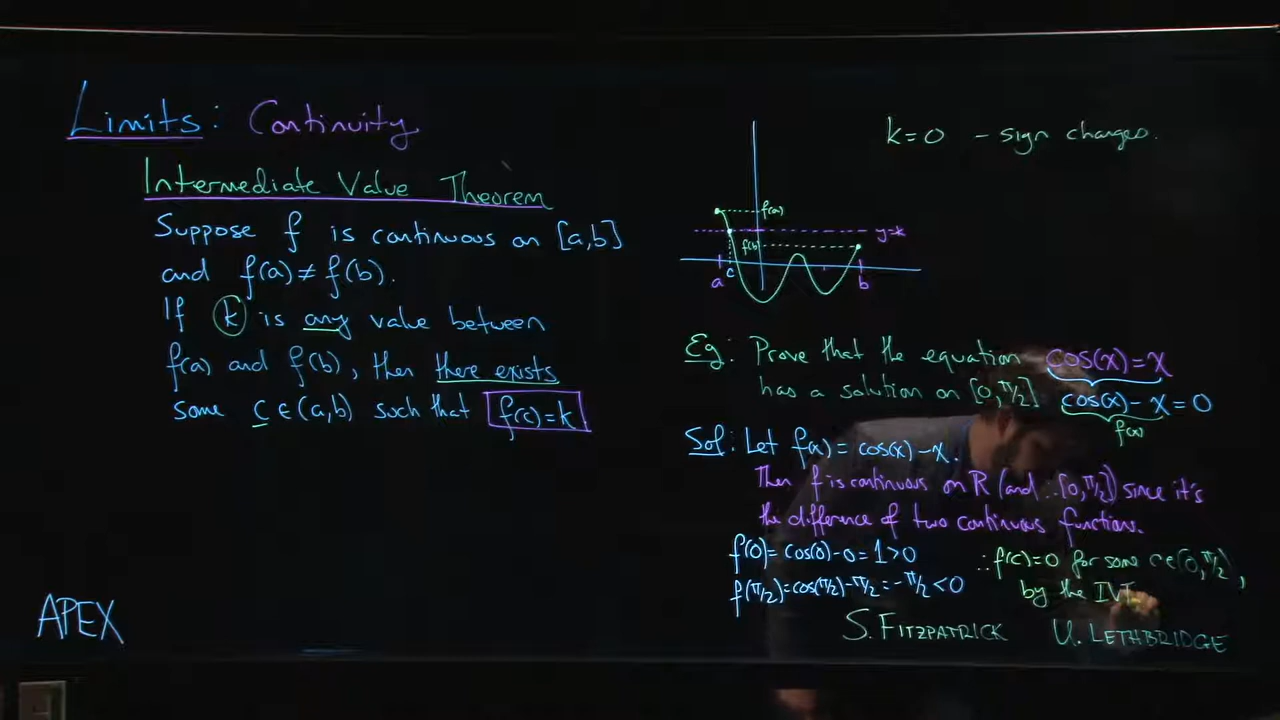 Limits: Continuity
Intermediate Value Theorem
Suppose f is continuous on [a,b]
and f(a) ≠ f(b).
If k is any value between
f(a) and f(b), then there exists
some c ∈ (a,b) such that f(c)=k
APEX
k=0 - sign changes.
f(a)
y=k
f(b)
a c b
Eg: Prove that the equation cos(x)=x
has a solution on [0, π/2] cos(x)-x=0
f(x)
Sol: Let f(x) = cos(x)-x.
Then f is continuous on R (and ∴ [0, π/2]) since it's
the difference of two continuous functions.
f(0)= cos(0)-0=1>0
f(π/2)=cos(π/2)-π/2=-π/2<0
∴ f(c)=0 for some c∈(0, π/2),
by the IVT
S. FITZPATRICK U. LETHBRIDGE